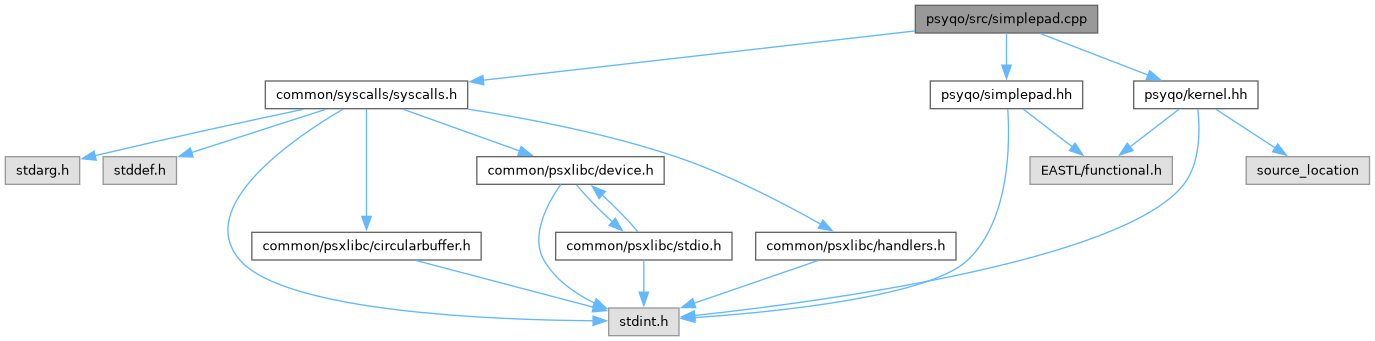 psyqo/src/simplepad.cpp
common/syscalls/syscalls.h
psyqo/simplepad.hh
psyqo/kernel.hh
stdarg.h
stddef.h
common/psxlibc/device.h
EASTL/functional.h
source_location
common/psxlibc/circularbuffer.h
common/psxlibc/stdio.h
common/psxlibc/handlers.h
stdint.h